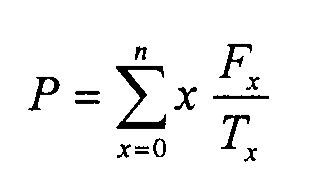 P = \sum_{x=0}^{n} x \frac{F_x}{T_x}